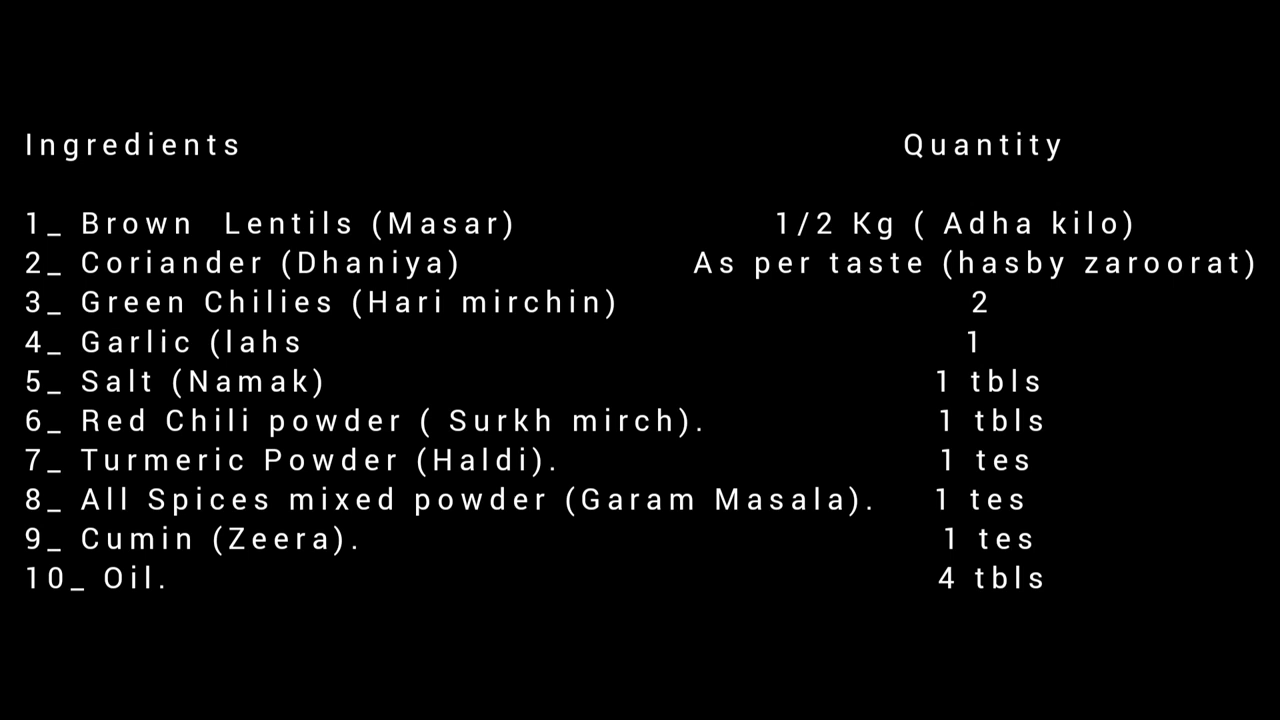 Ingredients Quantity
1_ Brown Lentils (Masar) 1/2 Kg ( Adha kilo)
2_ Coriander (Dhaniya) As per taste (hasby zaroorat)
3_ Green Chilies (Hari mirchin) 2
4_ Garlic (lahs 1
5_ Salt (Namak) 1 tbls
6_ Red Chili powder ( Surkh mirch). 1 tbls
7_ Turmeric Powder (Haldi). 1 tes
8_ All Spices mixed powder (Garam Masala). 1 tes
9_ Cumin (Zeera). 1 tes
10_ Oil. 4 tbls